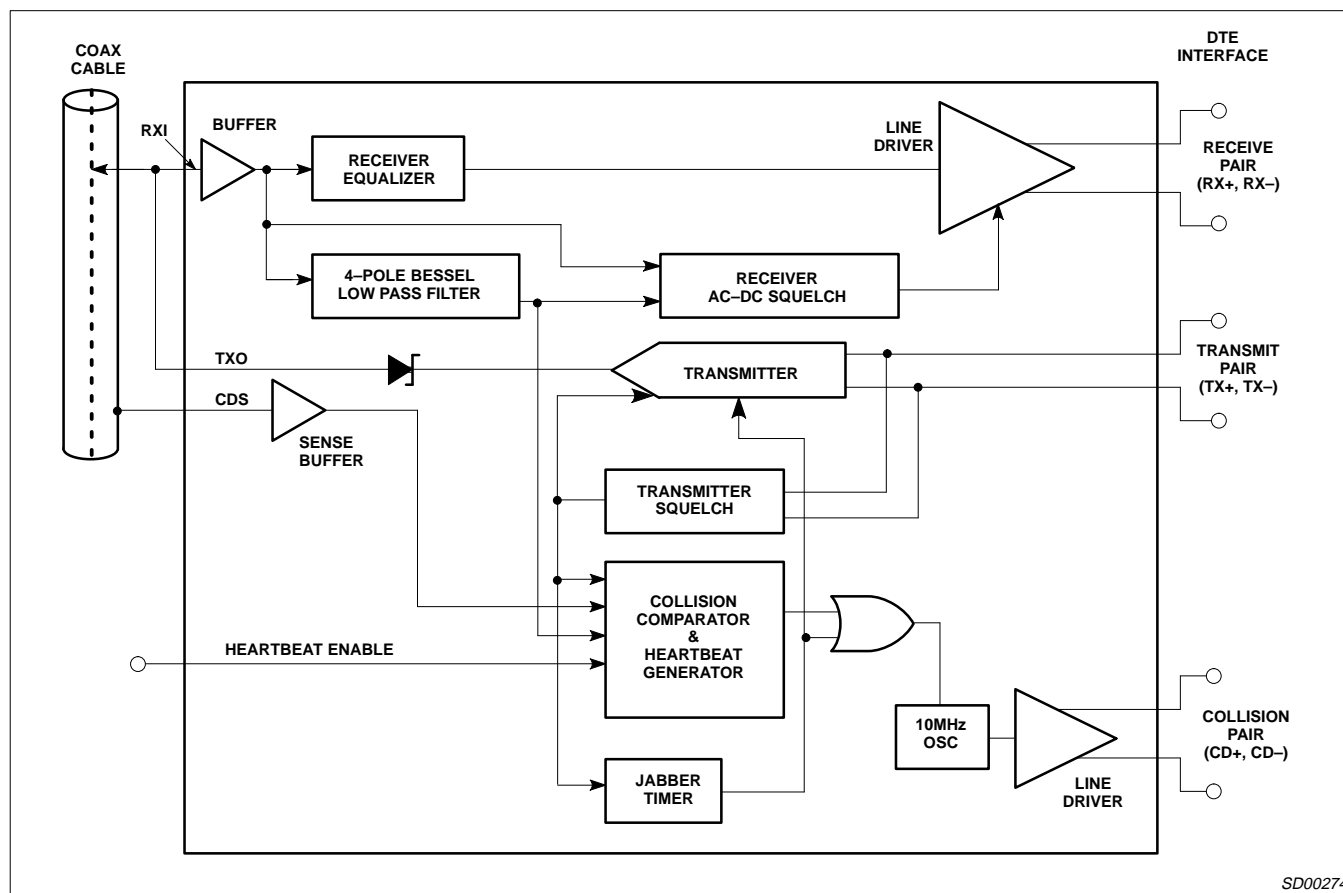 COAX
CABLE
DTE
INTERFACE
RXI
BUFFER
RECEIVER
EQUALIZER
LINE
DRIVER
RECEIVE
PAIR
(RX+, RX–)
4–POLE BESSEL
LOW PASS FILTER
RECEIVER
AC–DC SQUELCH
TXO
TRANSMITTER
TRANSMIT
PAIR
(TX+, TX–)
CDS
SENSE
BUFFER
TRANSMITTER
SQUELCH
COLLISION
COMPARATOR
&
HEARTBEAT
GENERATOR
HEARTBEAT ENABLE
10MHz
OSC
COLLISION
PAIR
(CD+, CD–)
LINE
DRIVER
JABBER
TIMER
SD00274